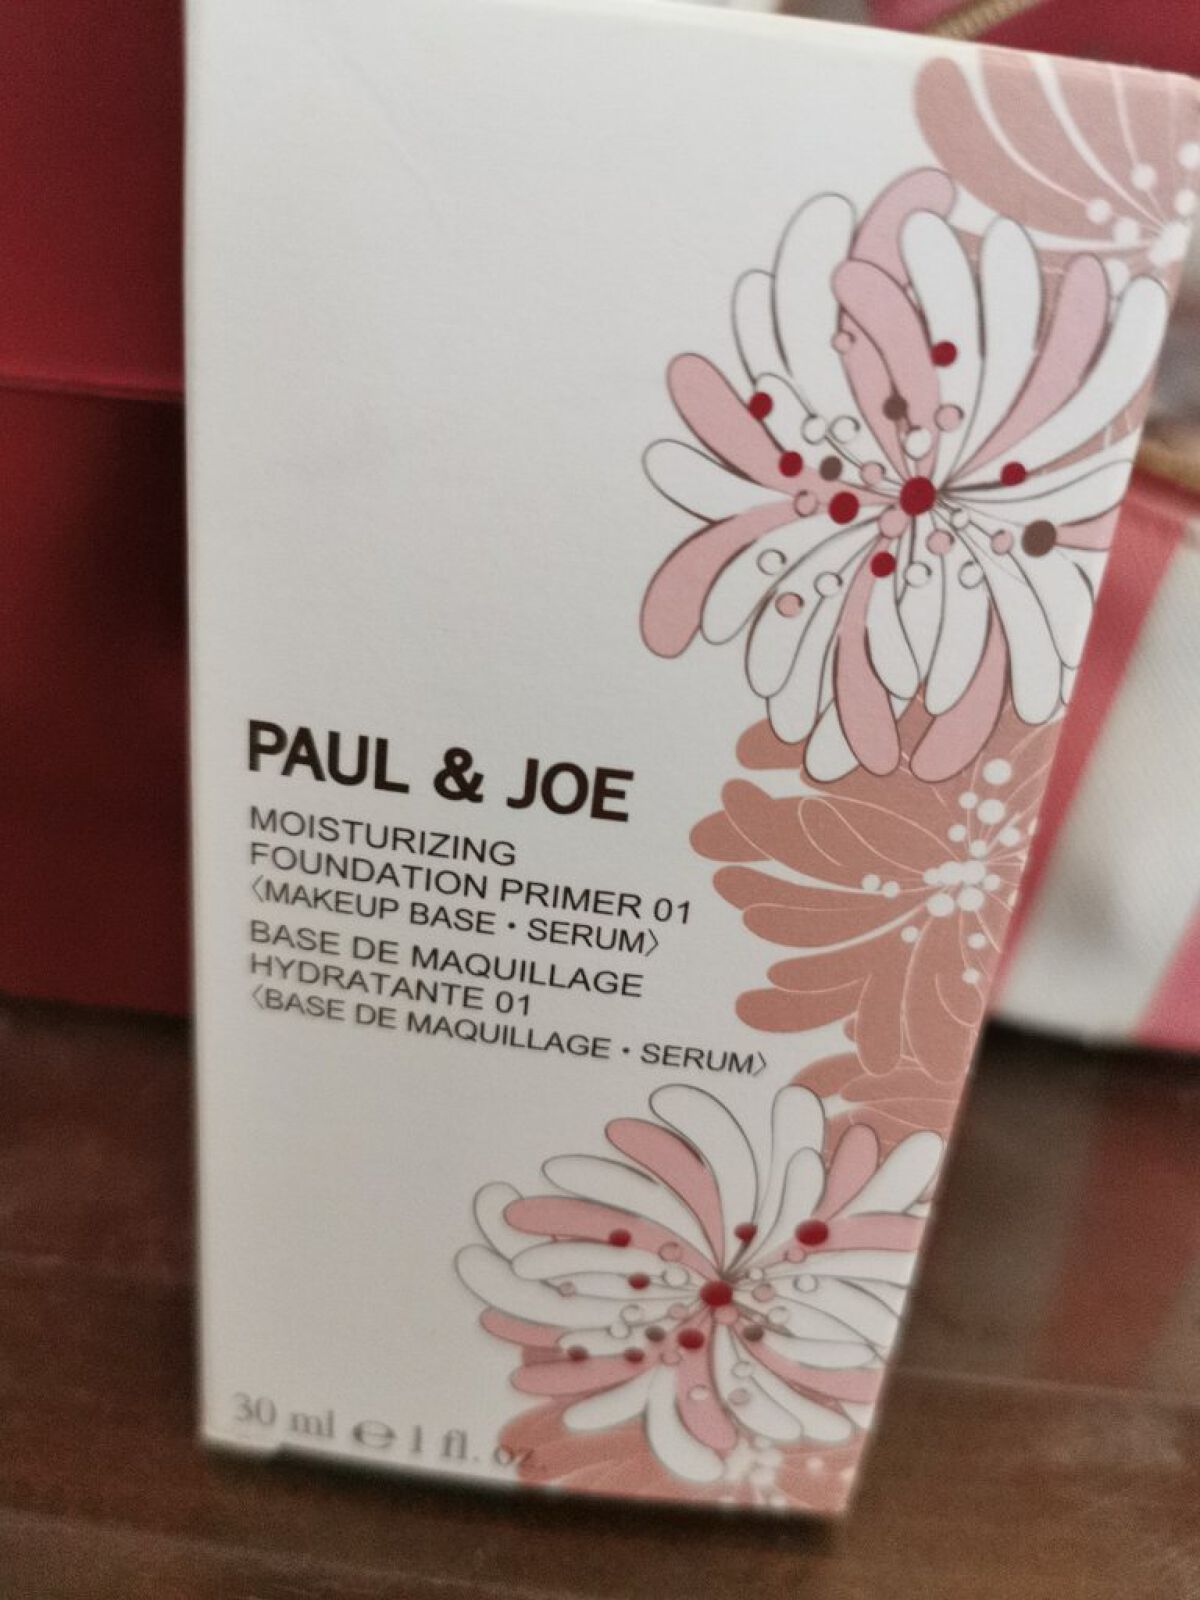 PAUL & JOE
MOISTURIZING
FOUNDATION PRIMER 01
〈MAKEUP BASE・SERUM〉
BASE DE MAQUILLAGE
HYDRATANTE 01
〈BASE DE MAQUILLAGE・SERUM〉
30 ml ℮ 1 fl. oz.